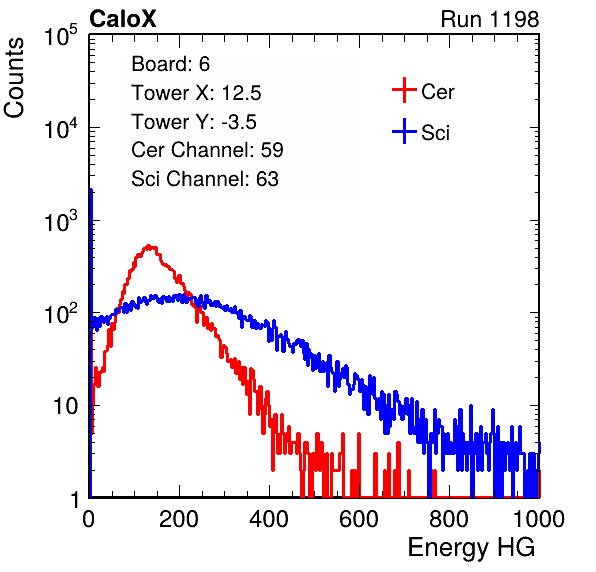 CaloX Run 1198
Counts
Board: 6
Tower X: 12.5
Tower Y: -3.5
Cer Channel: 59
Sci Channel: 63
Cer
Sci
10^5
10^4
10^3
10^2
10
1
0 200 400 600 800 1000
Energy HG